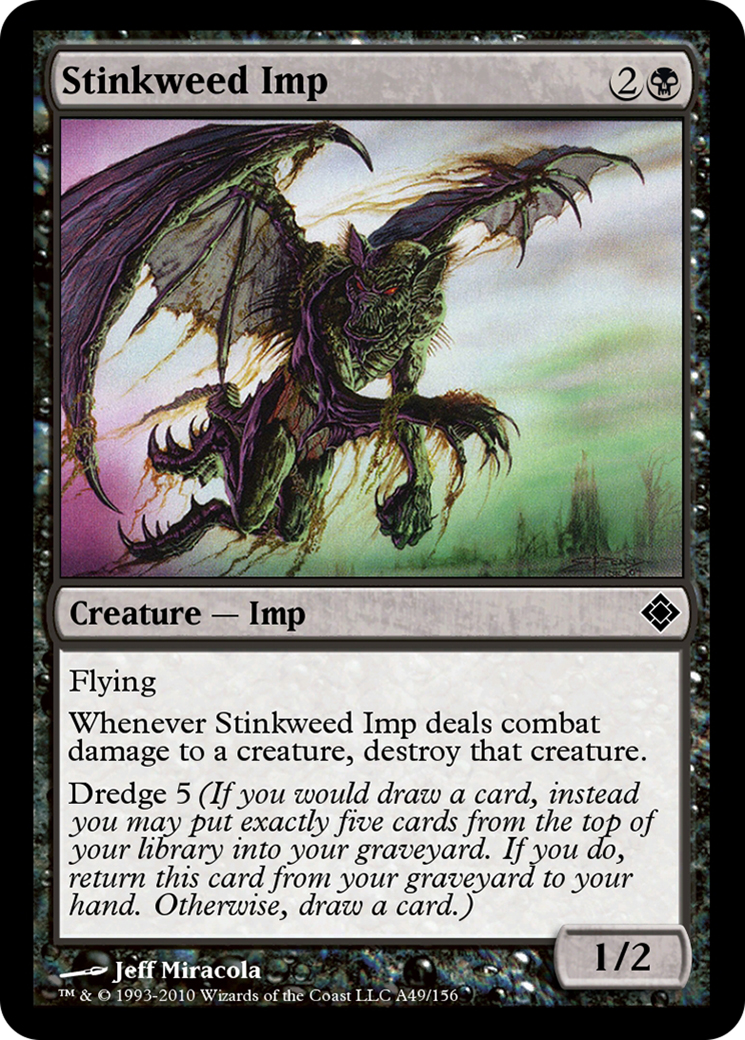 Stinkweed Imp 2
Creature — Imp
Flying
Whenever Stinkweed Imp deals combat
damage to a creature, destroy that creature.
Dredge 5 (If you would draw a card, instead
you may put exactly five cards from the top of
your library into your graveyard. If you do,
return this card from your graveyard to your
hand. Otherwise, draw a card.)
1/2
Jeff Miracola
™ & © 1993-2010 Wizards of the Coast LLC A49/156